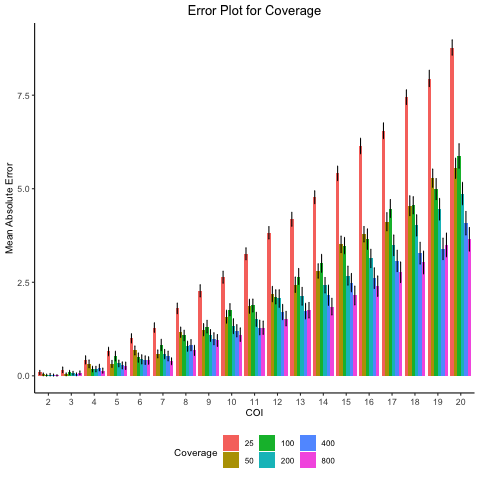 Error Plot for Coverage
Mean Absolute Error
7.5
5.0
2.5
0.0
2 3 4 5 6 7 8 9 10 11 12 13 14 15 16 17 18 19 20
COI
Coverage 25 100 400
50 200 800